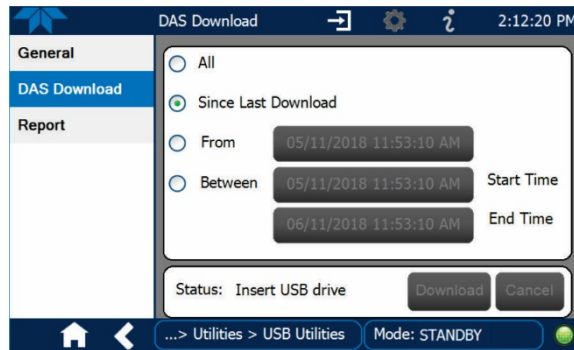 DAS Download
2:12:20 PM
General
DAS Download
Report
All
Since Last Download
From 05/11/2018 11:53:10 AM
Between 05/11/2018 11:53:10 AM Start Time
06/11/2018 11:53:10 AM End Time
Status: Insert USB drive Download Cancel
...> Utilities > USB Utilities Mode: STANDBY